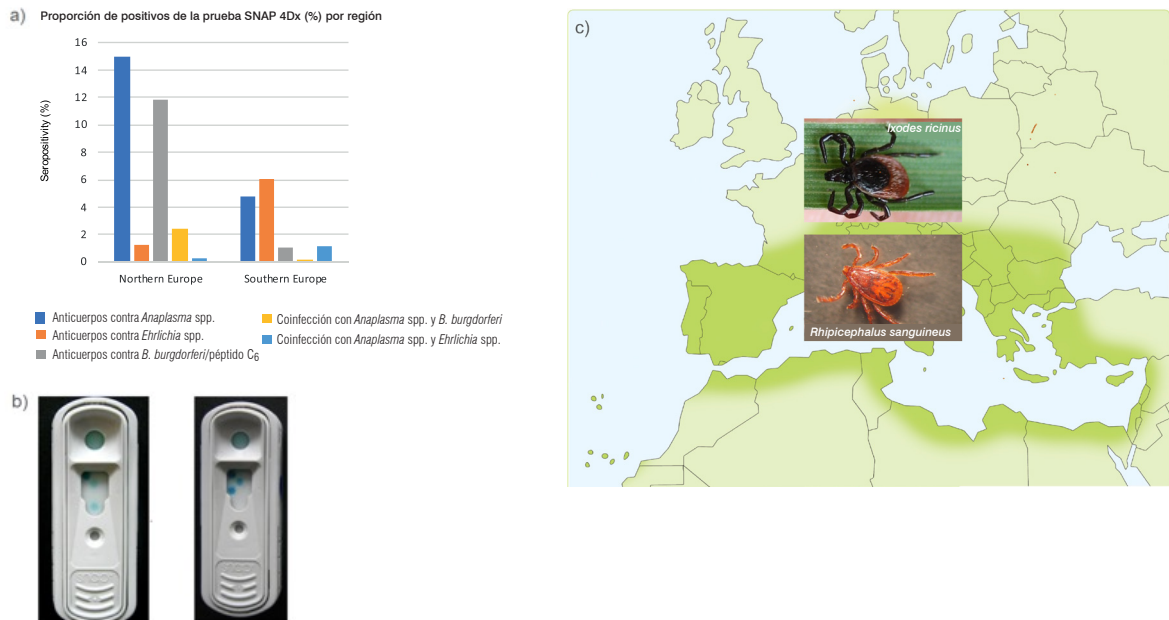 a)
Proporción de positivos de la prueba SNAP 4Dx (%) por región
16
14
12
10
8
6
4
2
0
Seropositivity (%)
Northern Europe
Southern Europe
Anticuerpos contra Anaplasma spp.
Anticuerpos contra Ehrlichia spp.
Anticuerpos contra B. burgdorferi/péptido C6
Coinfección con Anaplasma spp. y B. burgdorferi
Coinfección con Anaplasma spp. y Ehrlichia spp.
b)
c)
Ixodes ricinus
Rhipicephalus sanguineus